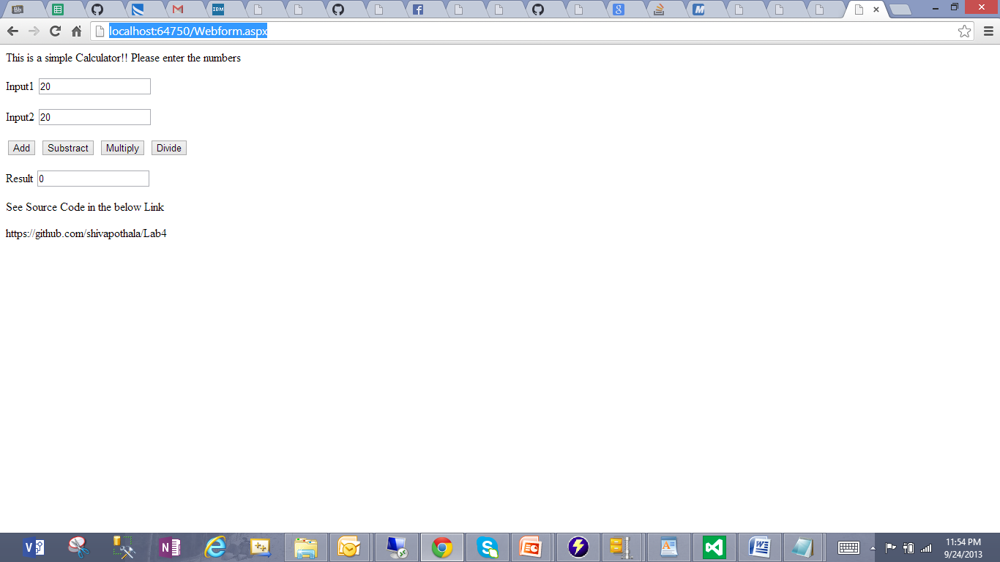 localhost:64750/Webform.aspx
This is a simple Calculator!! Please enter the numbers
Input1 20
Input2 20
Add Substract Multiply Divide
Result 0
See Source Code in the below Link
https://github.com/shivapothala/Lab4
11:54 PM
9/24/2013